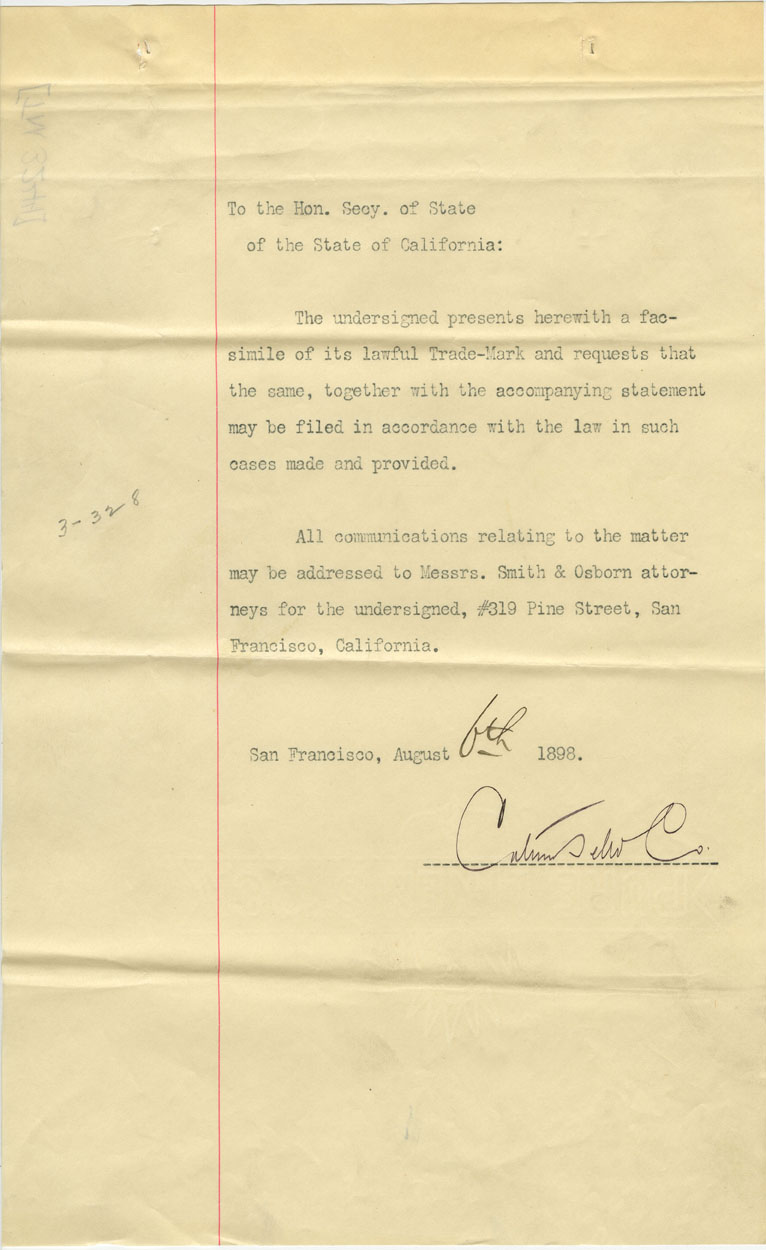 To the Hon. Secy. of State
of the State of California:
The undersigned presents herewith a fac-
simile of its lawful Trade-Mark and requests that
the same, together with the accompanying statement
may be filed in accordance with the law in such
cases made and provided.
3-328
All communications relating to the matter
may be addressed to Messrs. Smith & Osborn attor-
neys for the undersigned, #319 Pine Street, San
Francisco, California.
San Francisco, August 6th 1898.
Co.